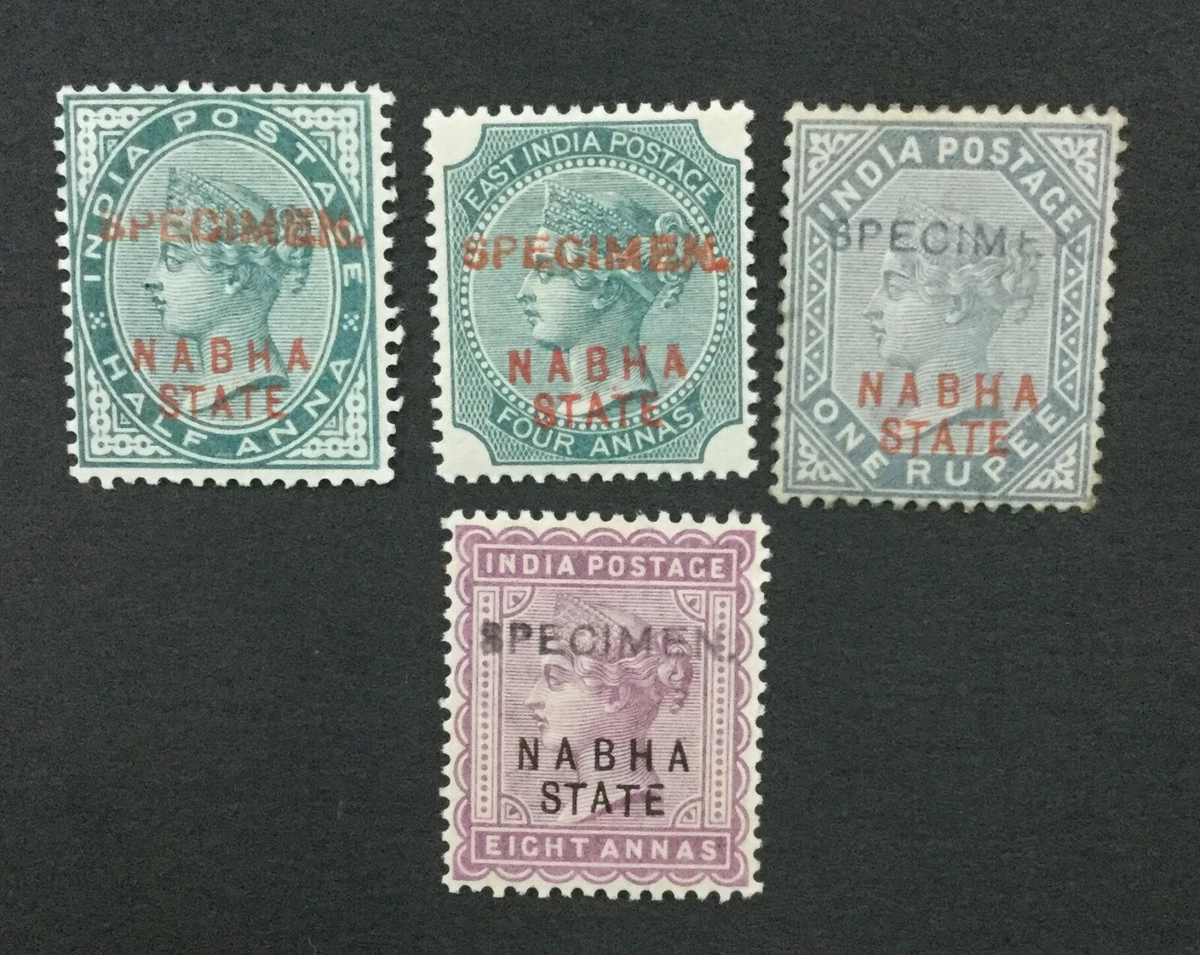 INDIA POSTAGE
SPECIMEN.
NABHA
STATE
HALF ANNA
EAST INDIA POSTAGE
SPECIMEN.
NABHA
STATE
FOUR ANNAS
INDIA POSTAGE
SPECIME
NABHA
STATE
ONE RUPEE
INDIA POSTAGE
SPECIMEN.
NABHA
STATE
EIGHT ANNAS